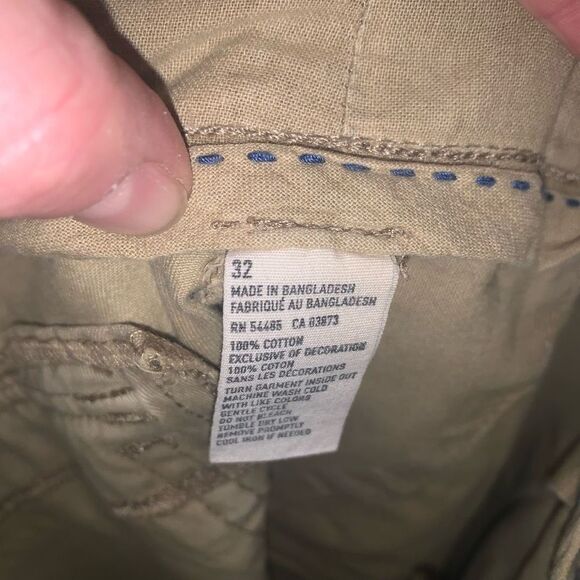 32
MADE IN BANGLADESH
FABRIQUÉ AU BANGLADESH
RN 54485 CA 03873
100% COTTON
EXCLUSIVE OF DECORATION
100% COTON
SANS LES DÉCORATIONS
TURN GARMENT INSIDE OUT
MACHINE WASH COLD
WITH LIKE COLORS
GENTLE CYCLE
DO NOT BLEACH
TUMBLE DRY LOW
REMOVE PROMPTLY
COOL IRON IF NEEDED